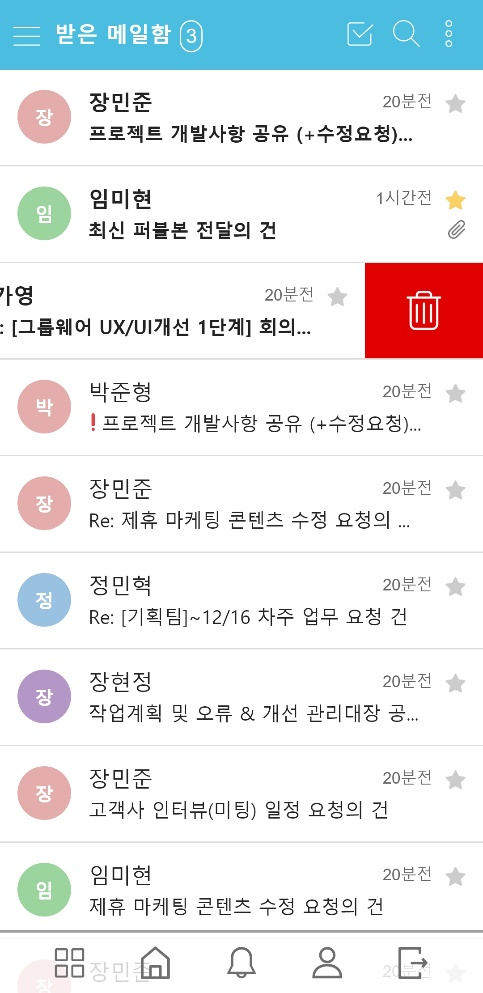 받은 메일함 3
장
장민준
20분전
프로젝트 개발사항 공유 (+수정요청)...
임
임미현
1시간전
최신 퍼블본 전달의 건
가영
20분전
: [그룹웨어 UX/UI개선 1단계] 회의...
박
박준형
20분전
프로젝트 개발사항 공유 (+수정요청)...
장
장민준
20분전
Re: 제휴 마케팅 콘텐츠 수정 요청의 ...
정
정민혁
20분전
Re: [기획팀]~12/16 차주 업무 요청 건
장
장현정
20분전
작업계획 및 오류 & 개선 관리대장 공...
장
장민준
20분전
고객사 인터뷰(미팅) 일정 요청의 건
임
임미현
20분전
제휴 마케팅 콘텐츠 수정 요청의 건
장
장민준
20분전